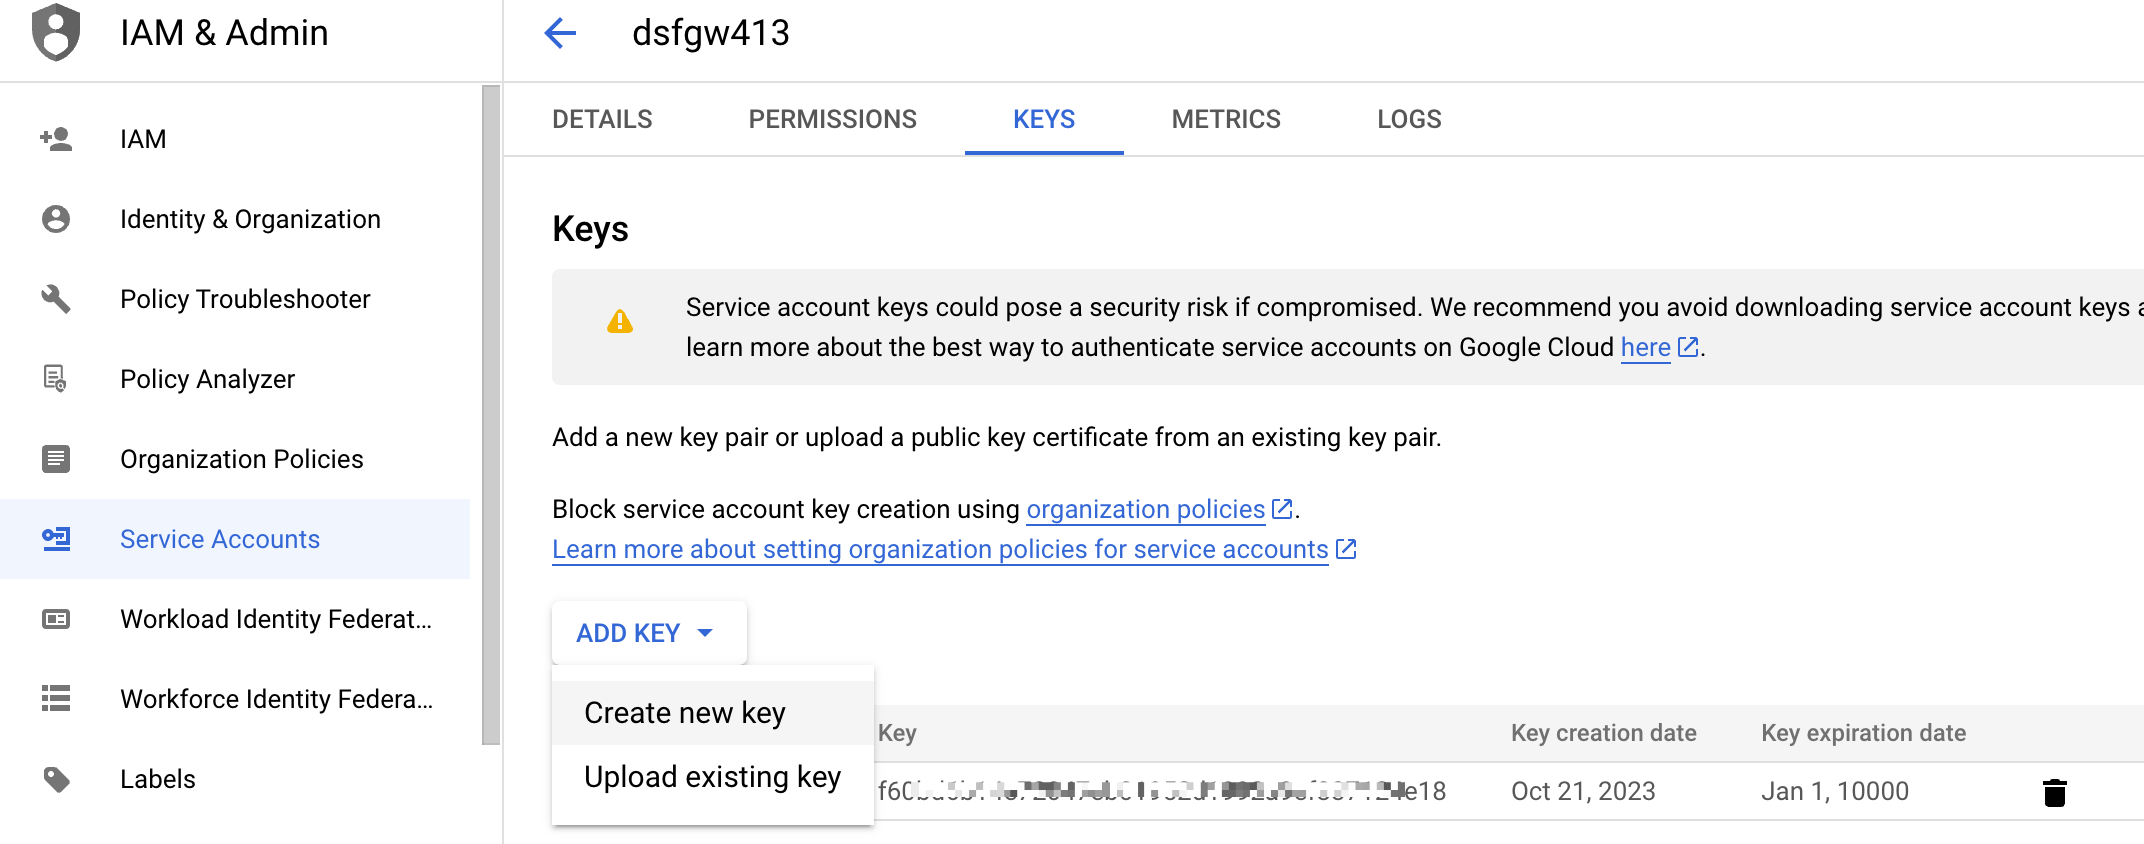 IAM & Admin
IAM
Identity & Organization
Policy Troubleshooter
Policy Analyzer
Organization Policies
Service Accounts
Workload Identity Federat...
Workforce Identity Federa...
Labels
dsfgw413
DETAILS PERMISSIONS KEYS METRICS LOGS
Keys
Service account keys could pose a security risk if compromised. We recommend you avoid downloading service account keys
learn more about the best way to authenticate service accounts on Google Cloud here.
Add a new key pair or upload a public key certificate from an existing key pair.
Block service account key creation using organization policies.
Learn more about setting organization policies for service accounts
ADD KEY
Create new key
Upload existing key
Key Key creation date Key expiration date
Oct 21, 2023 Jan 1, 10000